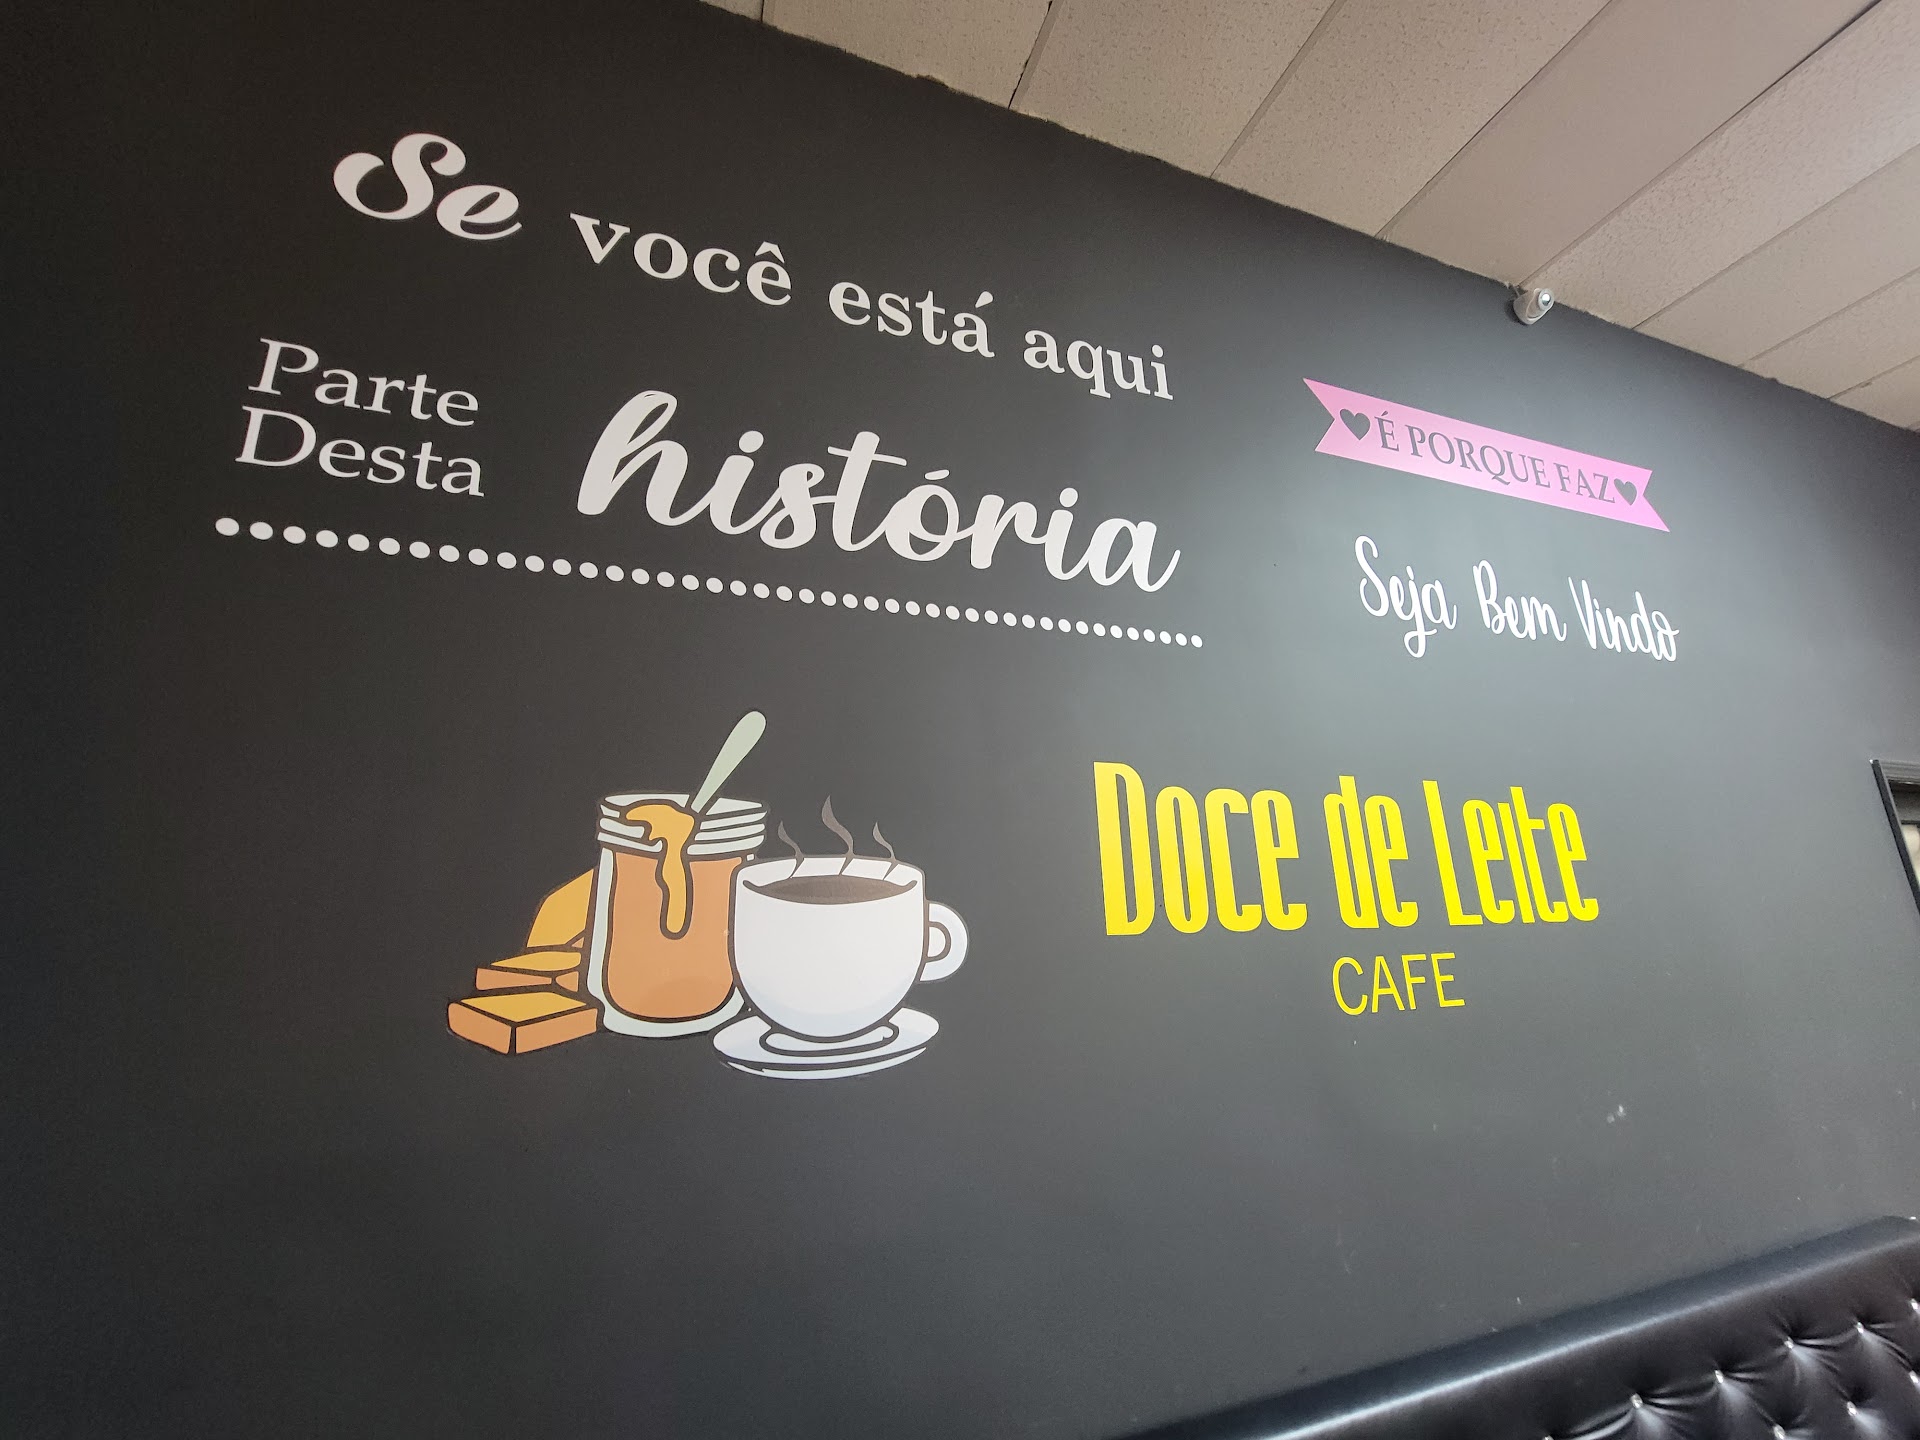 Se você está aqui
É PORQUE FAZ
Parte
Desta
história
Seja Bem Vindo
Doce de Leite
CAFE